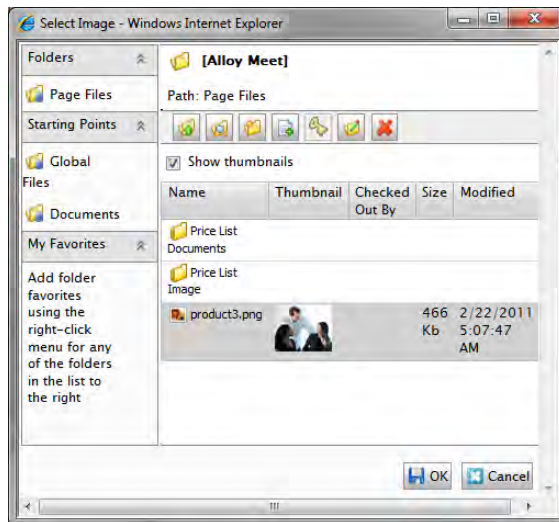 Select Image - Windows Internet Explorer
Folders
Page Files
Starting Points
Global
Files
Documents
My Favorites
Add folder
favorites
using the
right-click
menu for any
of the folders
in the list to
the right
[Alloy Meet]
Path: Page Files
Show thumbnails
Name Thumbnail Checked Out By Size Modified
Price List
Documents
Price List
Image
product3.png 466 Kb 2/22/2011 5:07:47 AM
OK Cancel